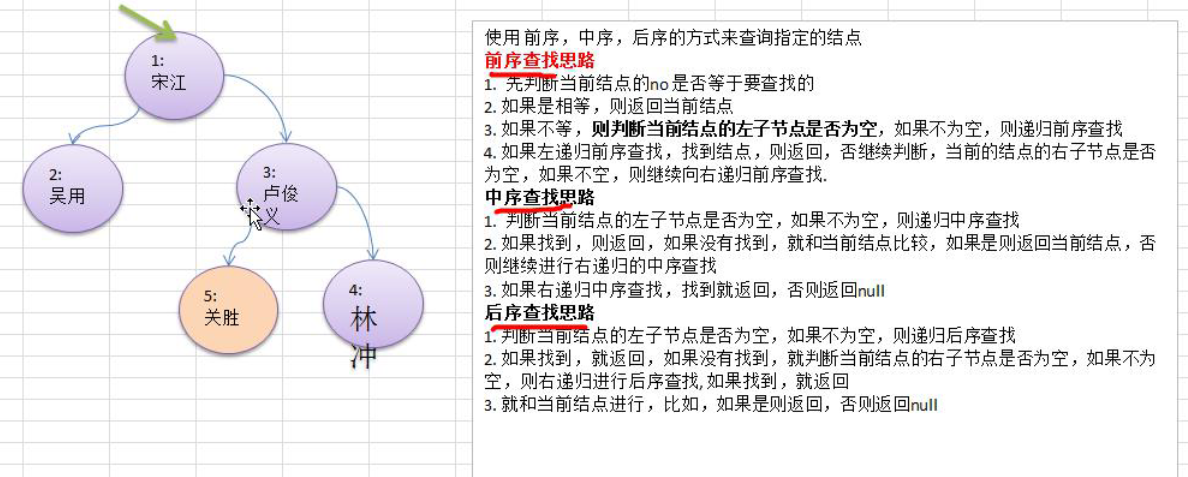 1:
宋江
2:
吴用
3:
卢俊
义
5:
关胜
4:
林
冲
使用 前序，中序，后序的方式来查询指定的结点
前序查找思路
1. 先判断当前结点的no 是否等于要查找的
2. 如果是相等，则返回当前结点
3. 如果不等，则判断当前结点的左子节点是否为空，如果不为空，则递归前序查找
4. 如果左递归前序查找，找到结点，则返回，否继续判断，当前的结点的右子节点是否
为空，如果不空，则继续向右递归前序查找.
中序查找思路
1. 判断当前结点的左子节点是否为空，如果不为空，则递归中序查找
2. 如果找到，则返回，如果没有找到，就和当前结点比较，如果是则返回当前结点，否
则继续进行右递归的中序查找
3. 如果右递归中序查找，找到就返回，否则返回null
后序查找思路
1. 判断当前结点的左子节点是否为空，如果不为空，则递归后序查找
2. 如果找到，就返回，如果没有找到，就判断当前结点的右子节点是否为空，如果不为
空，则右递归进行后序查找, 如果找到，就返回
3. 就和当前结点进行，比如，如果是则返回，否则返回null